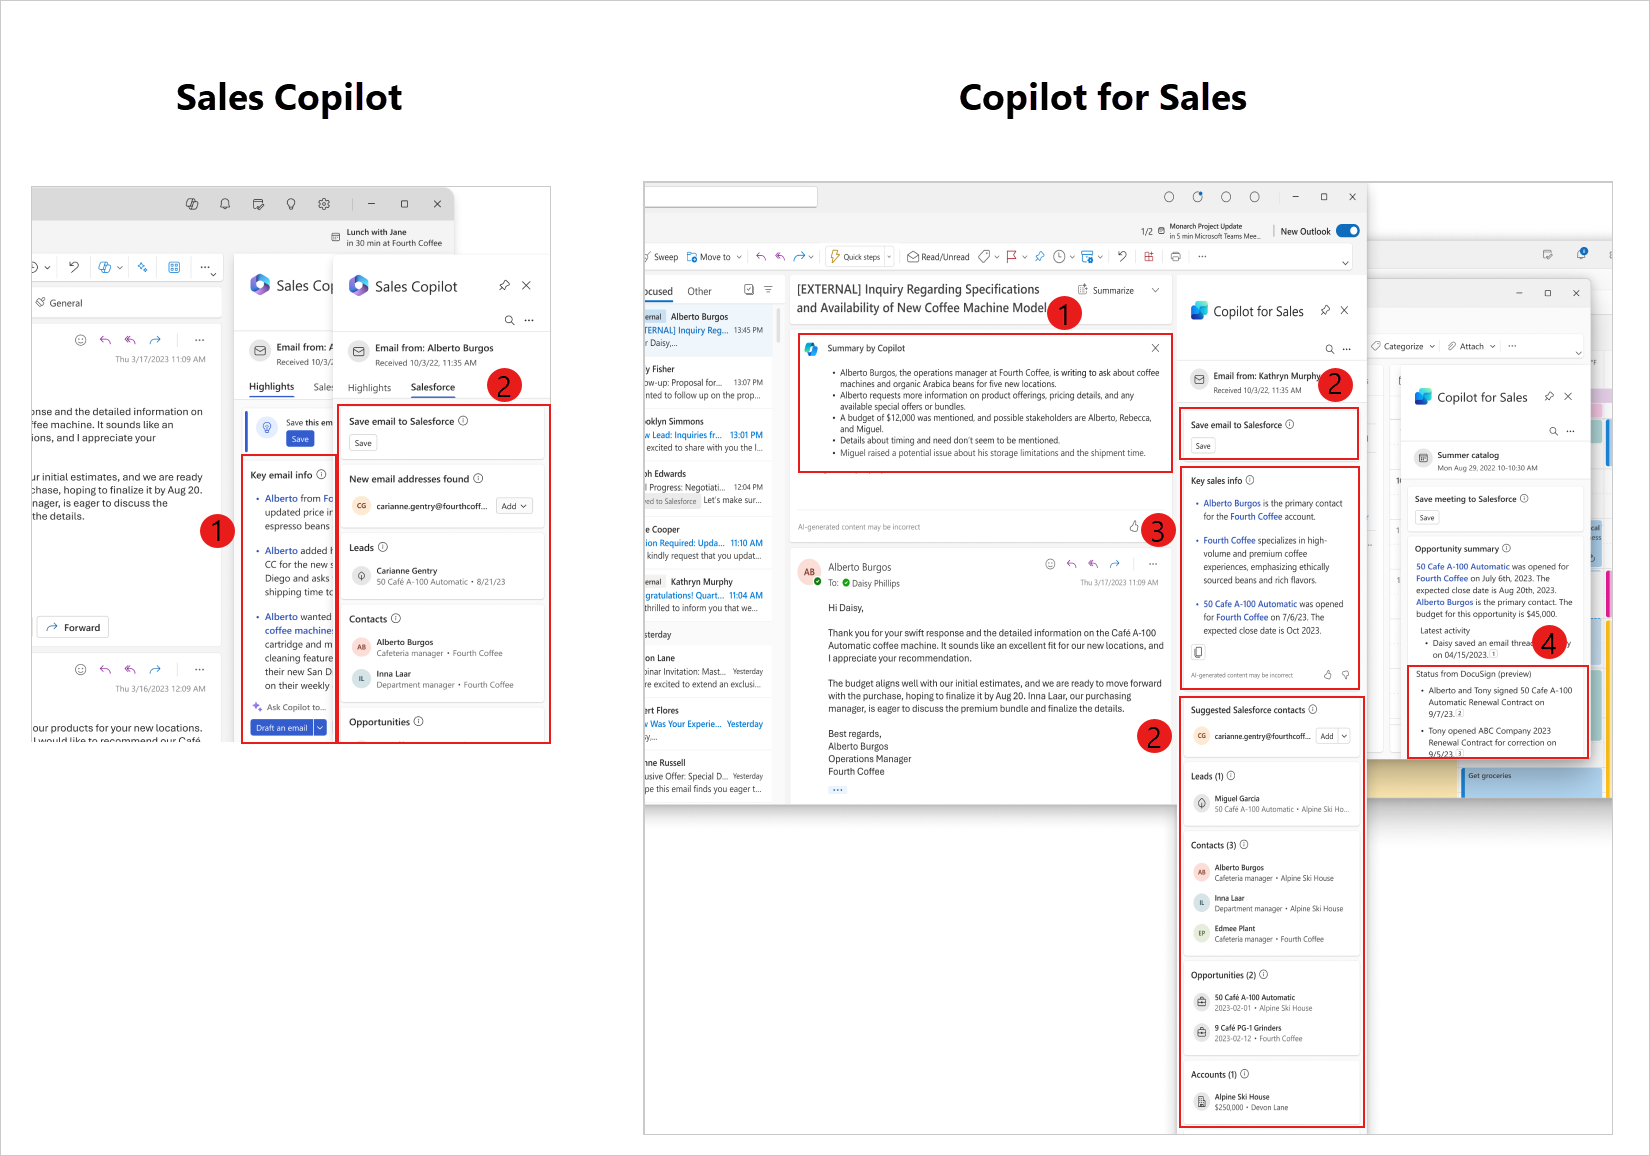 Sales Copilot
Copilot for Sales
Lunch with Jane
in 30 min at Fourth Coffee
General
Thu 3/17/2023 11:09 AM
and the detailed information on
machine. It sounds like an
and I appreciate your
initial estimates, and we are ready
hoping to finalize it by Aug 20.
is eager to discuss the
the details.
Forward
Thu 3/16/2023 12:09 AM
our products for your new locations.
would like to recommend our Café
Sales
Email from:
Received 10/3/22,
Highlights
Save this em
Save
Key email info
• Alberto from Fo
updated price i
espresso beans
• Alberto added
CC for the new s
Diego and asks
shipping time t
• Alberto wanted
coffee machine
cartridge and m
cleaning feature
their new San D
on their weekly
Ask Copilot to...
Draft an email
1
Sales Copilot
Email from: Alberto Burgos
Received 10/3/22, 11:35 AM
Highlights
Salesforce
2
Save email to Salesforce
Save
New email addresses found
CG
carianne.gentry@fourthcoff...
Add
Leads
Carianne Gentry
50 Café A-100 Automatic • 8/21/23
Contacts
AB
Alberto Burgos
Cafeteria manager • Fourth Coffee
IL
Inna Laar
Department manager • Fourth Coffee
Opportunities
1/2
Monarch Project Update
in 5 min Microsoft Teams Mee...
New Outlook
Sweep
Move to
Quick steps
Read/Unread
Other
Alberto Burgos
Inquiry Reg...
13:45 PM
Daisy,...
Fisher
Proposal for...
13:07 PM
to follow up on the prop...
Simmons
Lead: Inquiries fr...
13:01 PM
excited to share with you the l...
Edwards
Progress: Negotiati...
12:04 PM
to Salesforce
Let's make sur...
Cooper
Required: Upda...
11:10 AM
kindly request that you updat...
Kathryn Murphy
Quart...
11:04 AM
thrilled to inform you that we...
Lane
Invitation: Mast...
Yesterday
are excited to extend an exclusi...
Flores
Was Your Experie...
Yesterday
Russell
Offer: Special D...
Yesterday
this email finds you eager t...
[EXTERNAL] Inquiry Regarding Specifications
and Availability of New Coffee Machine Model
Summarize
1
Summary by Copilot
• Alberto Burgos, the operations manager at Fourth Coffee, is writing to ask about coffee
machines and organic Arabica beans for five new locations.
• Alberto requests more information on product offerings, pricing details, and any
available special offers or bundles.
• A budget of $12,000 was mentioned, and possible stakeholders are Alberto, Rebecca,
and Miguel.
• Details about timing and need don't seem to be mentioned.
• Miguel raised a potential issue about his storage limitations and the shipment time.
AI-generated content may be incorrect
3
AB
Alberto Burgos
To: Daisy Phillips
Thu 3/17/2023 11:09 AM
Hi Daisy,
Thank you for your swift response and the detailed information on the Café A-100
Automatic coffee machine. It sounds like an excellent fit for our new locations, and
I appreciate your recommendation.
The budget aligns well with our initial estimates, and we are ready to move forward
with the purchase, hoping to finalize it by Aug 20. Inna Laar, our purchasing
manager, is eager to discuss the premium bundle and finalize the details.
Best regards,
Alberto Burgos
Operations Manager
Fourth Coffee
Copilot for Sales
Email from: Kathryn Murphy
Received 10/3/22, 11:35 AM
2
Save email to Salesforce
Save
Key sales info
• Alberto Burgos is the primary contact
for the Fourth Coffee account.
• Fourth Coffee specializes in high-
volume and premium coffee
experiences, emphasizing ethically
sourced beans and rich flavors.
• 50 Cafe A-100 Automatic was opened
for Fourth Coffee on 7/6/23. The
expected close date is Oct 2023.
AI-generated content may be incorrect
2
Suggested Salesforce contacts
CG
carianne.gentry@fourthcoff...
Add
Leads (1)
Miguel Garcia
50 Café A-100 Automatic • Alpine Ski Ho...
Contacts (3)
AB
Alberto Burgos
Cafeteria manager • Alpine Ski House
IL
Inna Laar
Department manager • Alpine Ski House
EP
Edmee Plant
Cafeteria manager • Fourth Coffee
Opportunities (2)
50 Café A-100 Automatic
2023-02-01 • Alpine Ski House
9 Café PG-1 Grinders
2023-02-12 • Fourth Coffee
Accounts (1)
Alpine Ski House
$250,000 • Devon Lane
Categorize
Attach
Copilot for Sales
Summer catalog
Mon Aug 29, 2022 10-10:30 AM
Save meeting to Salesforce
Save
Opportunity summary
50 Cafe A-100 Automatic was opened for
Fourth Coffee on July 6th, 2023. The
expected close date is Aug 20th, 2023.
Alberto Burgos is the primary contact. The
budget for this opportunity is $45,000.
Latest activity
• Daisy saved an email thread
on 04/15/2023. 1
4
Status from DocuSign (preview)
• Alberto and Tony signed 50 Cafe A-100
Automatic Renewal Contract on
9/7/23. 2
• Tony opened ABC Company 2023
Renewal Contract for correction on
9/5/23. 3
Get groceries